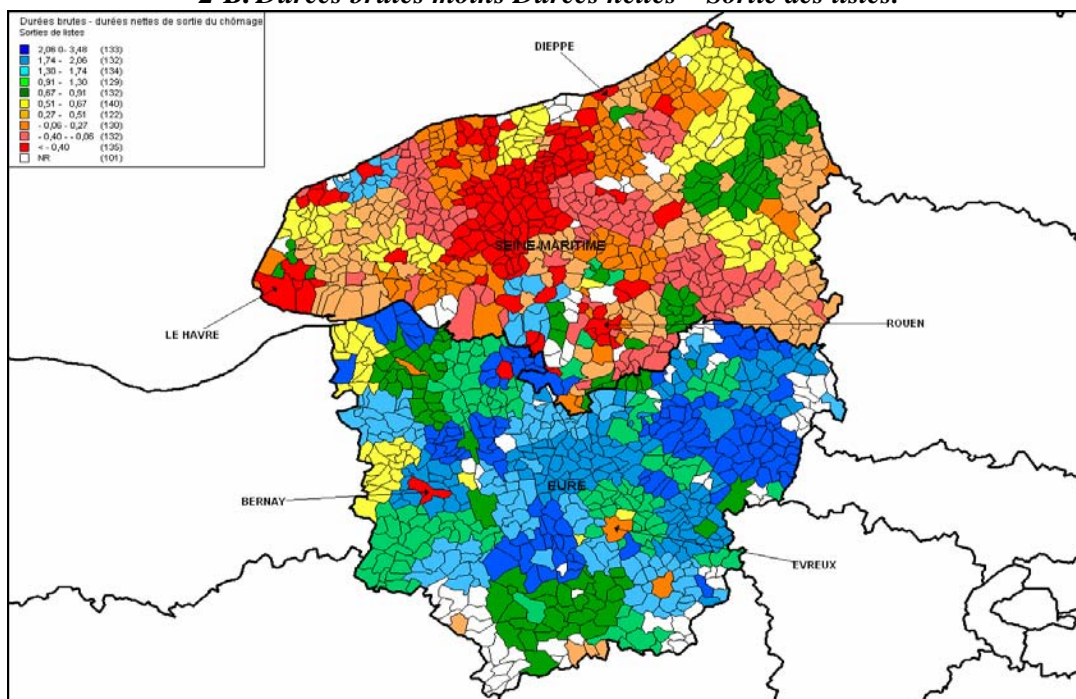 2-B. Durées brutes moins Durées nettes – Sortie des listes.
Durées brutes - durées nettes de sortie du chômage
Sorties de listes
2,06 0- 3,48 (133)
1,74 - 2,06 (132)
1,30 - 1,74 (134)
0,91 - 1,30 (129)
0,67 - 0,91 (132)
0,51 - 0,67 (140)
0,27 - 0,51 (122)
- 0,06 - 0,27 (130)
- 0,40 - - 0,06 (132)
< - 0,40 (135)
NR (101)
DIEPPE
SEINE-MARITIME
LE HAVRE
ROUEN
BERNAY
EURE
EVREUX